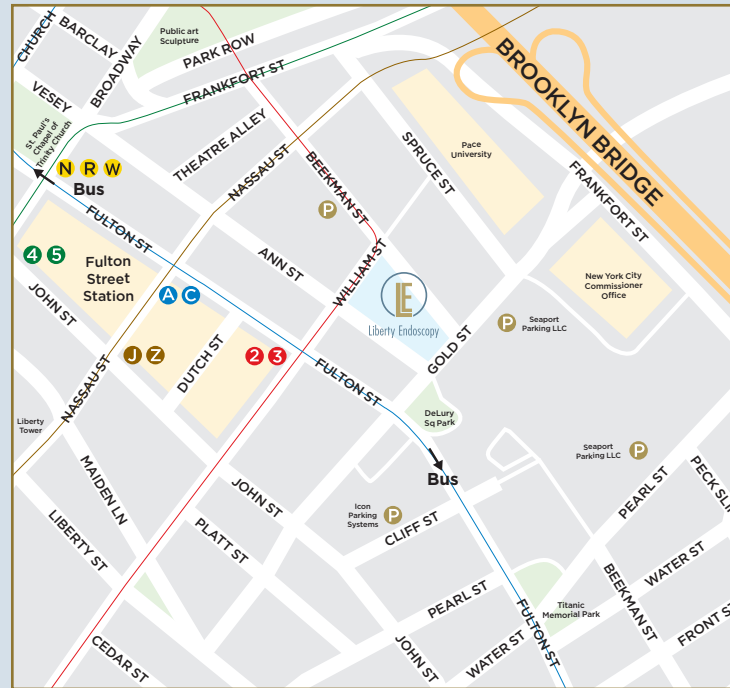 CHURCH
BARCLAY
BROADWAY
Public art
Sculpture
PARK ROW
FRANKFORT ST
VESEY
St. Paul's
Chapel of
Trinity Church
N R W
Bus
THEATRE ALLEY
NASSAU ST
BEEKMAN ST
P
SPRUCE ST
Pace
University
BROOKLYN BRIDGE
FRANKFORT ST
FULTON ST
4 5
Fulton
Street
Station
JOHN ST
A C
ANN ST
WILLIAM ST
LE
Liberty Endoscopy
New York City
Commissioner
Office
P
Seaport
Parking LLC
GOLD ST
J Z
DUTCH ST
2 3
FULTON ST
NASSAU ST
Liberty
Tower
DeLury
Sq Park
Bus
Seaport
Parking LLC
P
MAIDEN LN
JOHN ST
PLATT ST
LIBERTY ST
Icon
Parking
Systems
P
CLIFF ST
PEARL ST
PECK SLIP
WATER ST
BEEKMAN ST
FRONT ST
PEARL ST
Titanic
Memorial Park
FULTON ST
WATER ST
JOHN ST
CEDAR ST